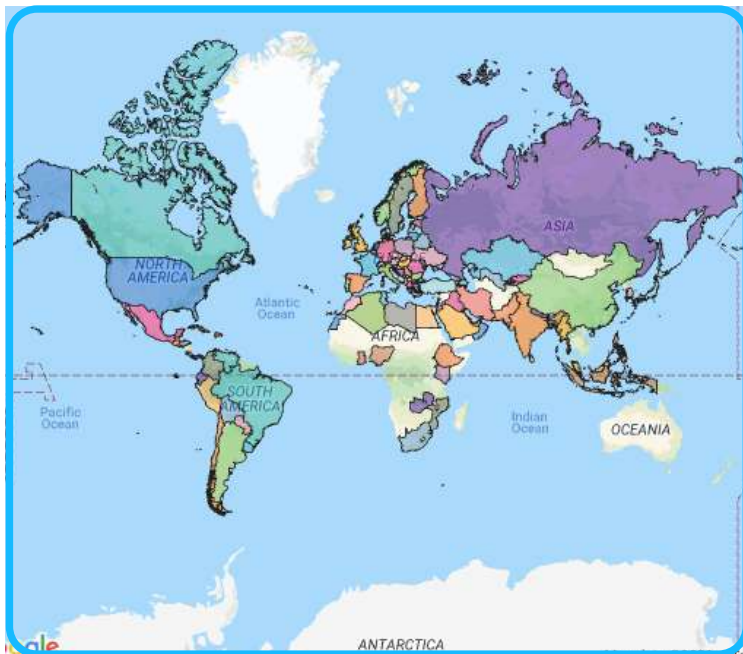 ASIA
NORTH
AMERICA
Atlantic
Ocean
AFRICA
SOUTH
AMERICA
Pacific
Ocean
Indian
Ocean
OCEANIA
ANTARCTICA